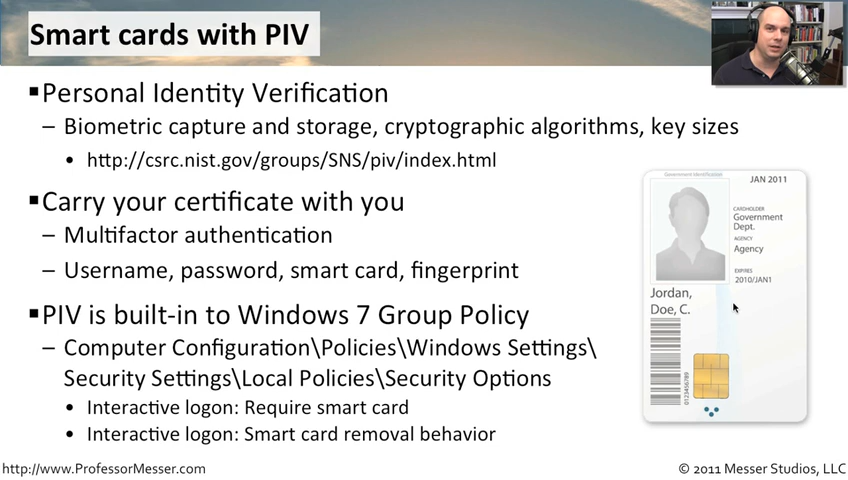 Smart cards with PIV
▪Personal Identity Verification
– Biometric capture and storage, cryptographic algorithms, key sizes
• http://csrc.nist.gov/groups/SNS/piv/index.html
▪Carry your certificate with you
– Multifactor authentication
– Username, password, smart card, fingerprint
▪PIV is built-in to Windows 7 Group Policy
– Computer Configuration\Policies\Windows Settings\
Security Settings\Local Policies\Security Options
• Interactive logon: Require smart card
• Interactive logon: Smart card removal behavior
Government Identification
JAN 2011
CARDHOLDER
Government
Dept.
AGENCY
Agency
EXPIRES
2010/JAN1
Jordan,
Doe, C.
0123456789
http://www.ProfessorMesser.com
© 2011 Messer Studios, LLC